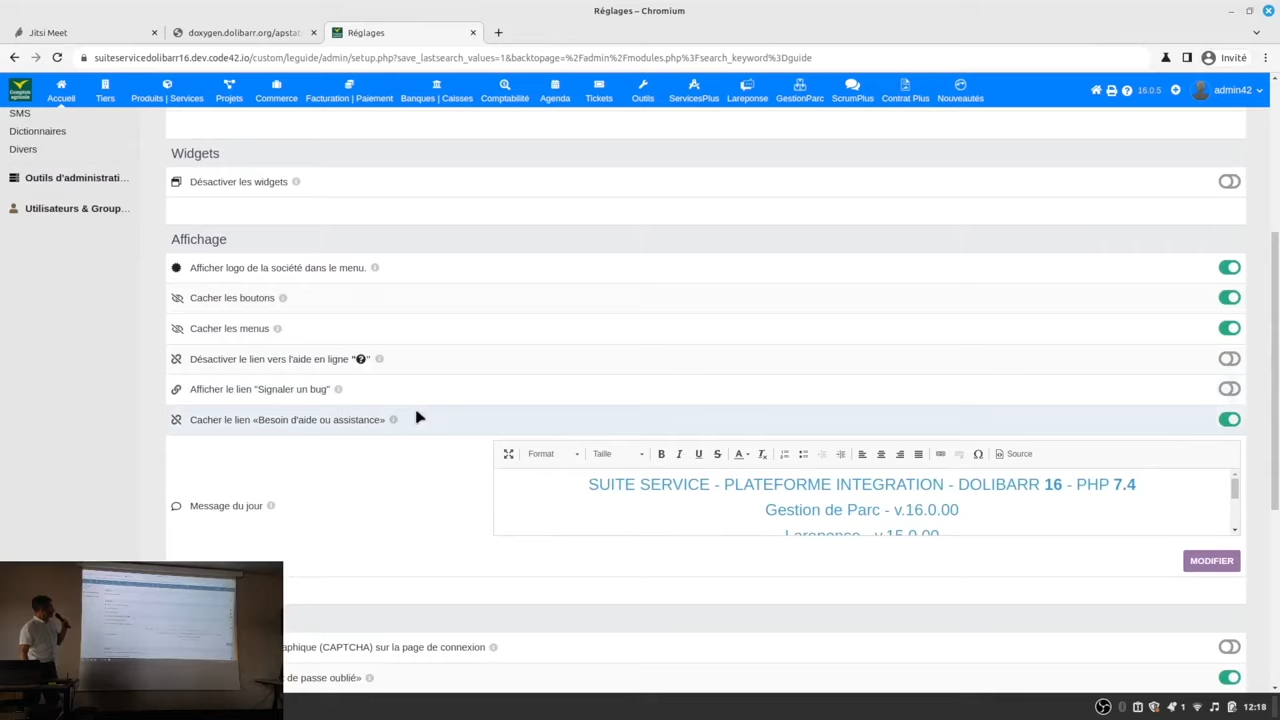 Réglages – Chromium
Jitsi Meet
doxygen.dolibarr.org/apstat
Réglages
suiteservicedolibarr16.dev.code42.io/custom/leguide/admin/setup.php?save_lastsearch_values=1&backtopage=%2Fadmin%2Fmodules.php%3Fsearch_keyword%3Dguide
Invité
Accueil
Tiers
Produits | Services
Projets
Commerce
Facturation | Paiement
Banques | Caisses
Comptabilité
Agenda
Tickets
Outils
ServicesPlus
Lareponse
GestionParc
ScrumPlus
Contrat Plus
Nouveautés
16.0.5
admin42
SMS
Dictionnaires
Divers
Outils d'administrati...
Utilisateurs & Group...
Widgets
Désactiver les widgets
Affichage
Afficher logo de la société dans le menu.
Cacher les boutons
Cacher les menus
Désactiver le lien vers l'aide en ligne "?"
Afficher le lien "Signaler un bug"
Cacher le lien «Besoin d'aide ou assistance»
Format
Taille
B I U S A
Source
SUITE SERVICE - PLATEFORME INTEGRATION - DOLIBARR 16 - PHP 7.4
Gestion de Parc - v.16.0.00
Lareponse - v.15.0.00
Message du jour
MODIFIER
aphique (CAPTCHA) sur la page de connexion
de passe oublié»
1
12:18